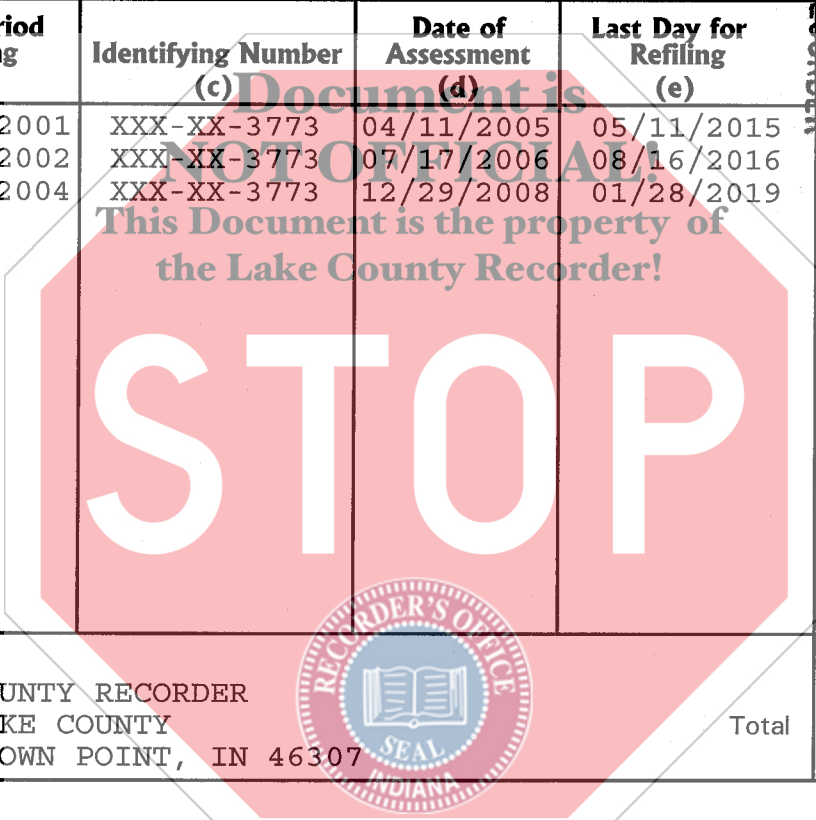 riod
g
Identifying Number
(c)
Date of
Assessment
(d)
Last Day for
Refiling
(e)
Document is
NOT OFFICIAL!
This Document is the property of
the Lake County Recorder!
2001 XXX-XX-3773 04/11/2005 05/11/2015
2002 XXX-XX-3773 07/17/2006 08/16/2016
2004 XXX-XX-3773 12/29/2008 01/28/2019
STOP
RECORDER'S OFFICE
SEAL
INDIANA
UNTY RECORDER
KE COUNTY
OWN POINT, IN 46307
Total